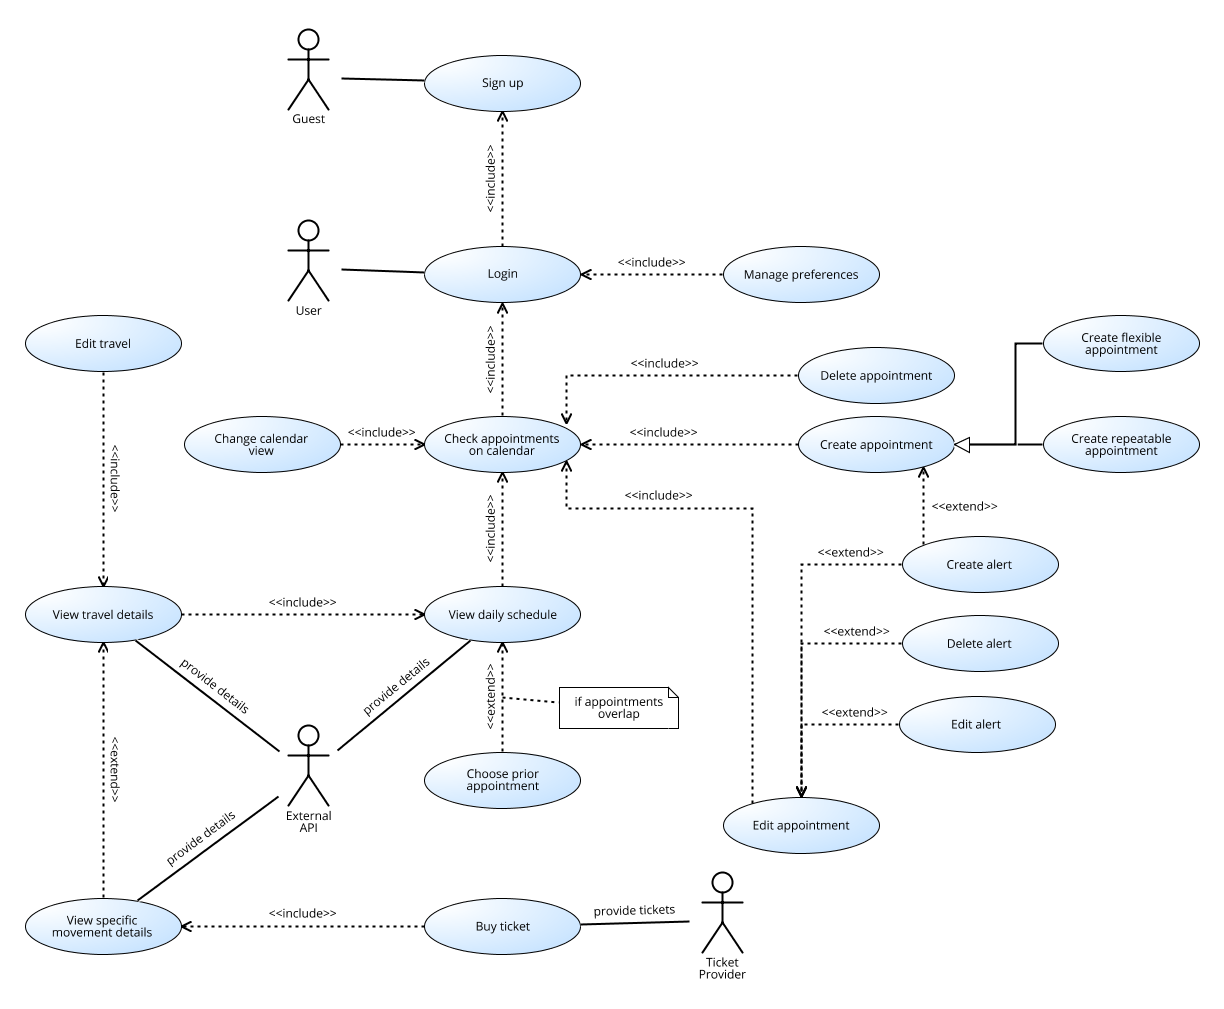 Guest
Sign up
<<include>>
User
Login
<<include>>
Manage preferences
Edit travel
<<include>>
Create flexible
appointment
<<include>>
Delete appointment
Change calendar
view
<<include>>
Check appointments
on calendar
<<include>>
Create appointment
Create repeatable
appointment
<<include>>
<<include>>
<<include>>
<<extend>>
<<extend>>
Create alert
View travel details
<<include>>
View daily schedule
<<extend>>
Delete alert
provide details
provide details
<<extend>>
if appointments
overlap
<<extend>>
Edit alert
<<extend>>
Choose prior
appointment
External
API
Edit appointment
provide details
View specific
movement details
<<include>>
Buy ticket
provide tickets
Ticket
Provider